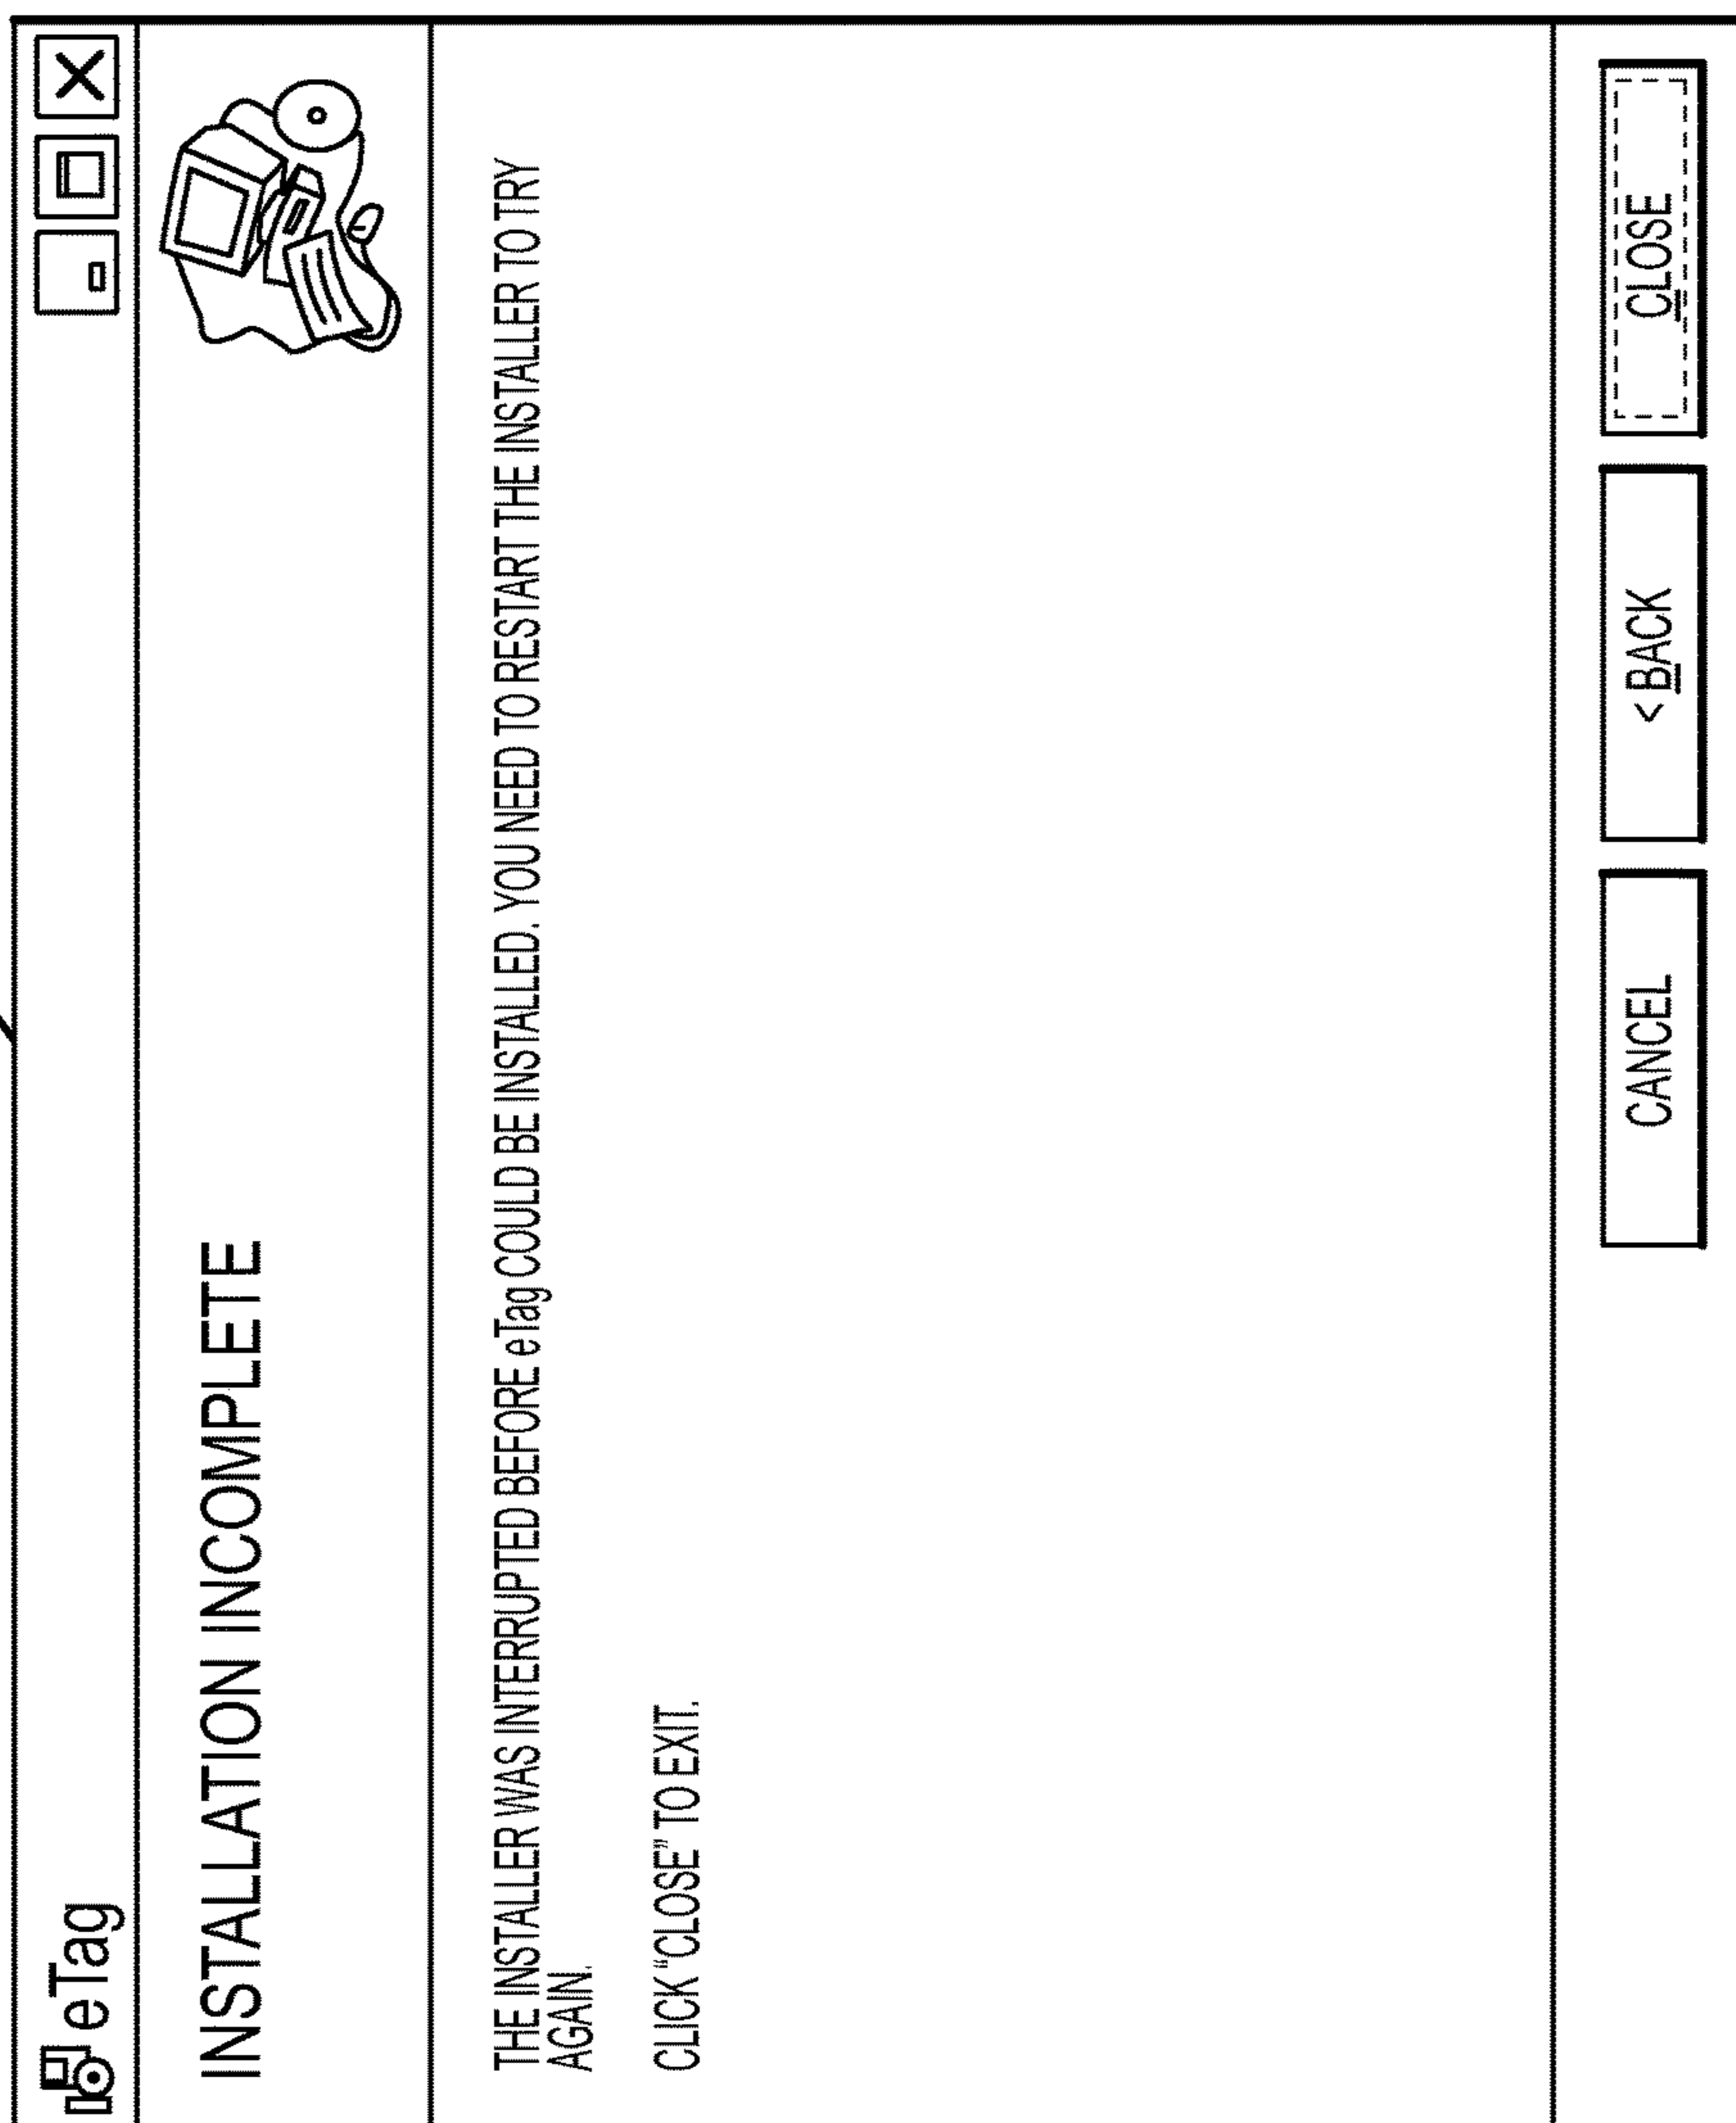 eTag
INSTALLATION INCOMPLETE
THE INSTALLER WAS INTERRUPTED BEFORE eTag COULD BE INSTALLED. YOU NEED TO RESTART THE INSTALLER TO TRY
AGAIN.
CLICK “CLOSE” TO EXIT.
CANCEL
< BACK
CLOSE